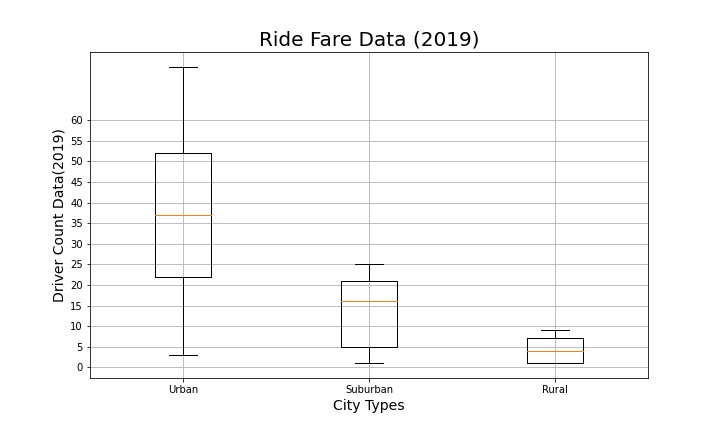 Ride Fare Data (2019)
Driver Count Data(2019)
60
55
50
45
40
35
30
25
20
15
10
5
0
Urban
Suburban
Rural
City Types